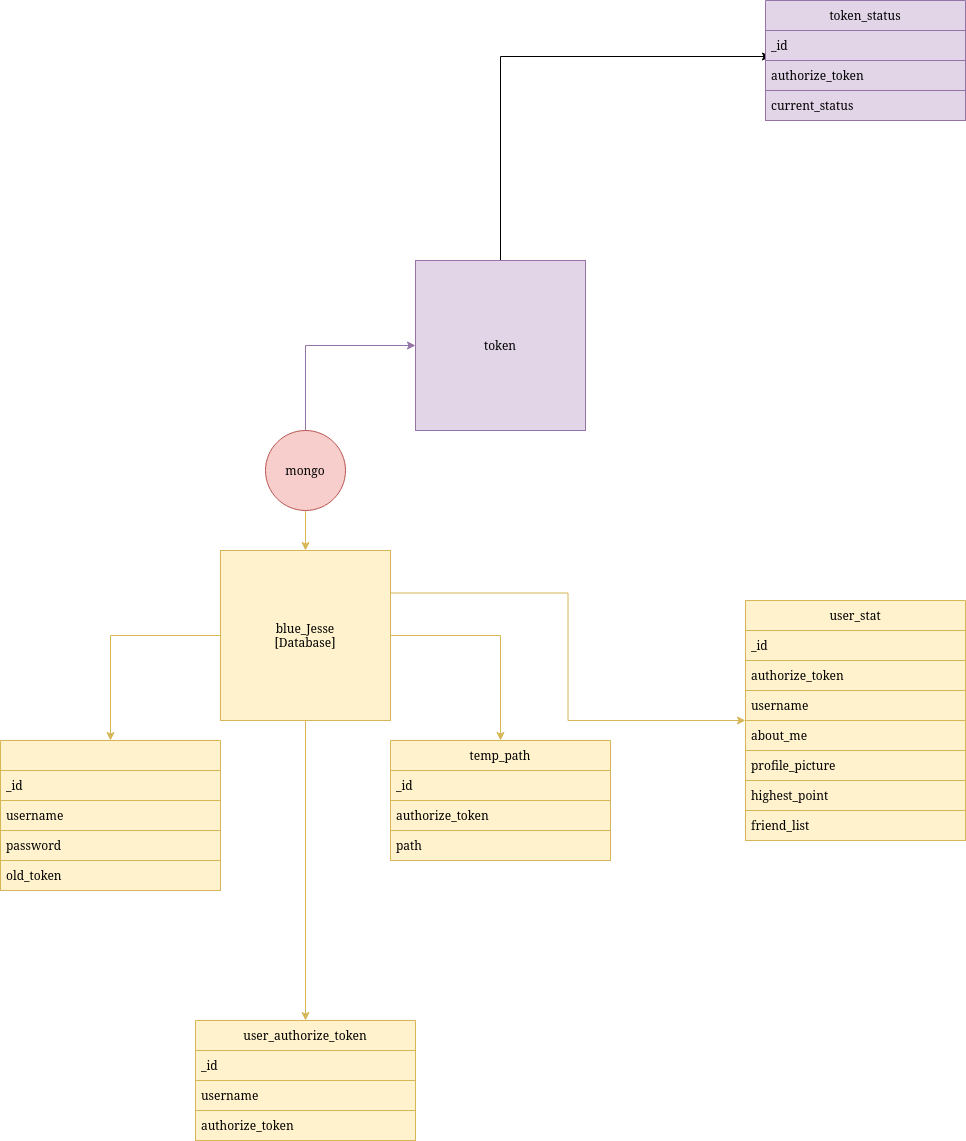 token_status
_id
authorize_token
current_status
token
mongo
blue_Jesse
[Database]
_id
username
password
old_token
temp_path
_id
authorize_token
path
user_stat
_id
authorize_token
username
about_me
profile_picture
highest_point
friend_list
user_authorize_token
_id
username
authorize_token